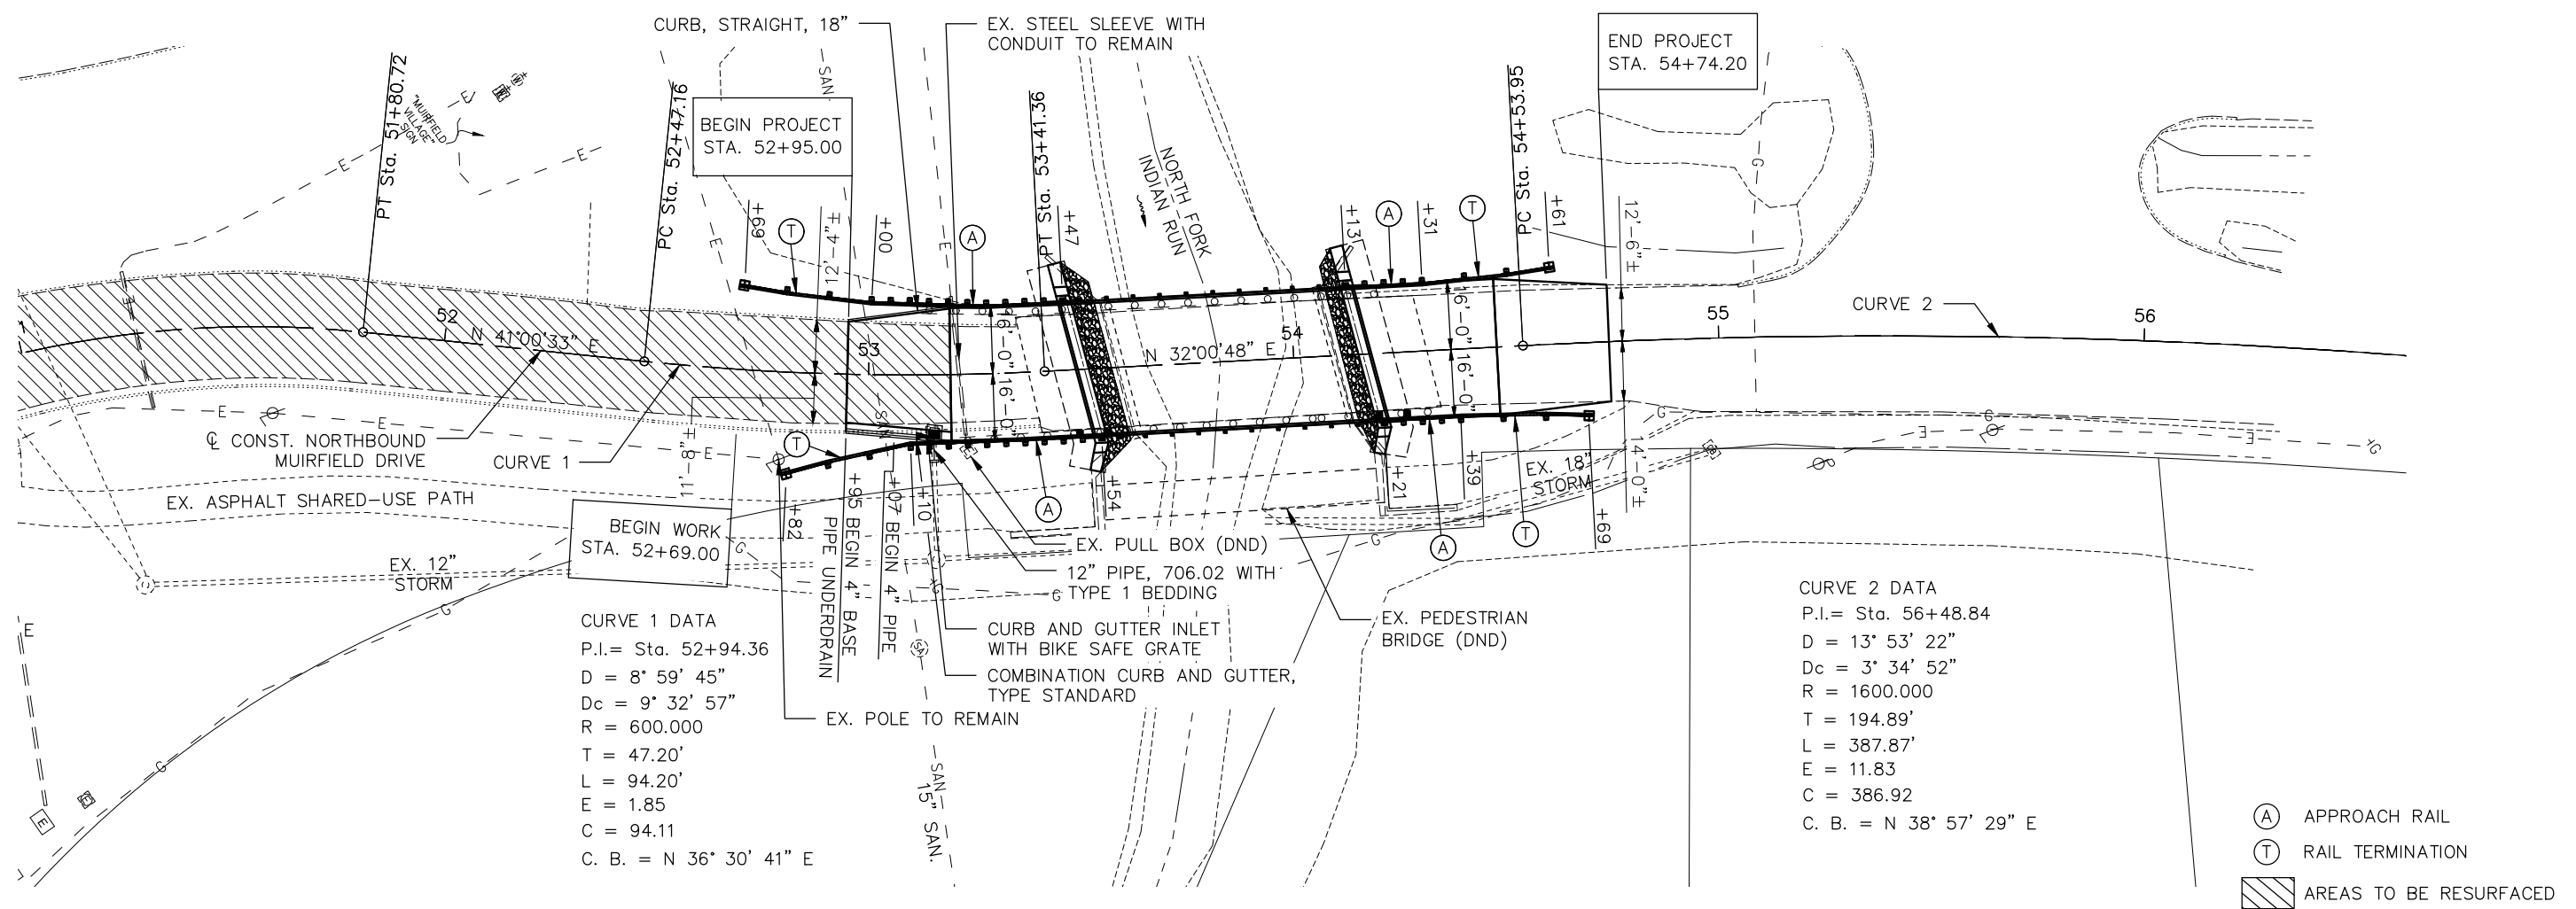 CURB, STRAIGHT, 18”
EX. STEEL SLEEVE WITH
CONDUIT TO REMAIN
END PROJECT
STA. 54+74.20
PT Sta. 51+80.72
PC Sta. 52+47.16
"MUIRFIELD
VILLAGE"
SIGN
BEGIN PROJECT
STA. 52+95.00
SAN
PT Sta. 53+41.36
NORTH FORK
INDIAN RUN
PC Sta. 54+53.95
+69
T
12’-4”±
+00
A
+47
+13
A
+31
T
+61
12’-6”±
E
E
E
E
E
G
52
N 41°00’33” E
53
16’-0”
16’-0”
N 32°00’48” E
54
16’-0”
16’-0”
55
CURVE 2
56
℄ CONST. NORTHBOUND
MUIRFIELD DRIVE
CURVE 1
11’-8”±
T
E
E
E
EX. ASPHALT SHARED-USE PATH
BEGIN WORK
STA. 52+69.00
+82
+95 BEGIN 4” BASE
PIPE UNDERDRAIN
+07 BEGIN 4” PIPE
+10
A
+54
+21
+39
A
T
+69
EX. 18”
STORM
14’-0”±
G
G
E
E
G
EX. 12”
STORM
EX. PULL BOX (DND)
12” PIPE, 706.02 WITH
TYPE 1 BEDDING
CURB AND GUTTER INLET
WITH BIKE SAFE GRATE
COMBINATION CURB AND GUTTER,
TYPE STANDARD
EX. POLE TO REMAIN
EX. PEDESTRIAN
BRIDGE (DND)
SAN
15” SAN.
G
G
G
E
E
CURVE 1 DATA
P.I.= Sta. 52+94.36
D = 8° 59’ 45”
Dc = 9° 32’ 57”
R = 600.000
T = 47.20’
L = 94.20’
E = 1.85
C = 94.11
C. B. = N 36° 30’ 41” E
CURVE 2 DATA
P.I.= Sta. 56+48.84
D = 13° 53’ 22”
Dc = 3° 34’ 52”
R = 1600.000
T = 194.89’
L = 387.87’
E = 11.83
C = 386.92
C. B. = N 38° 57’ 29” E
A APPROACH RAIL
T RAIL TERMINATION
AREAS TO BE RESURFACED